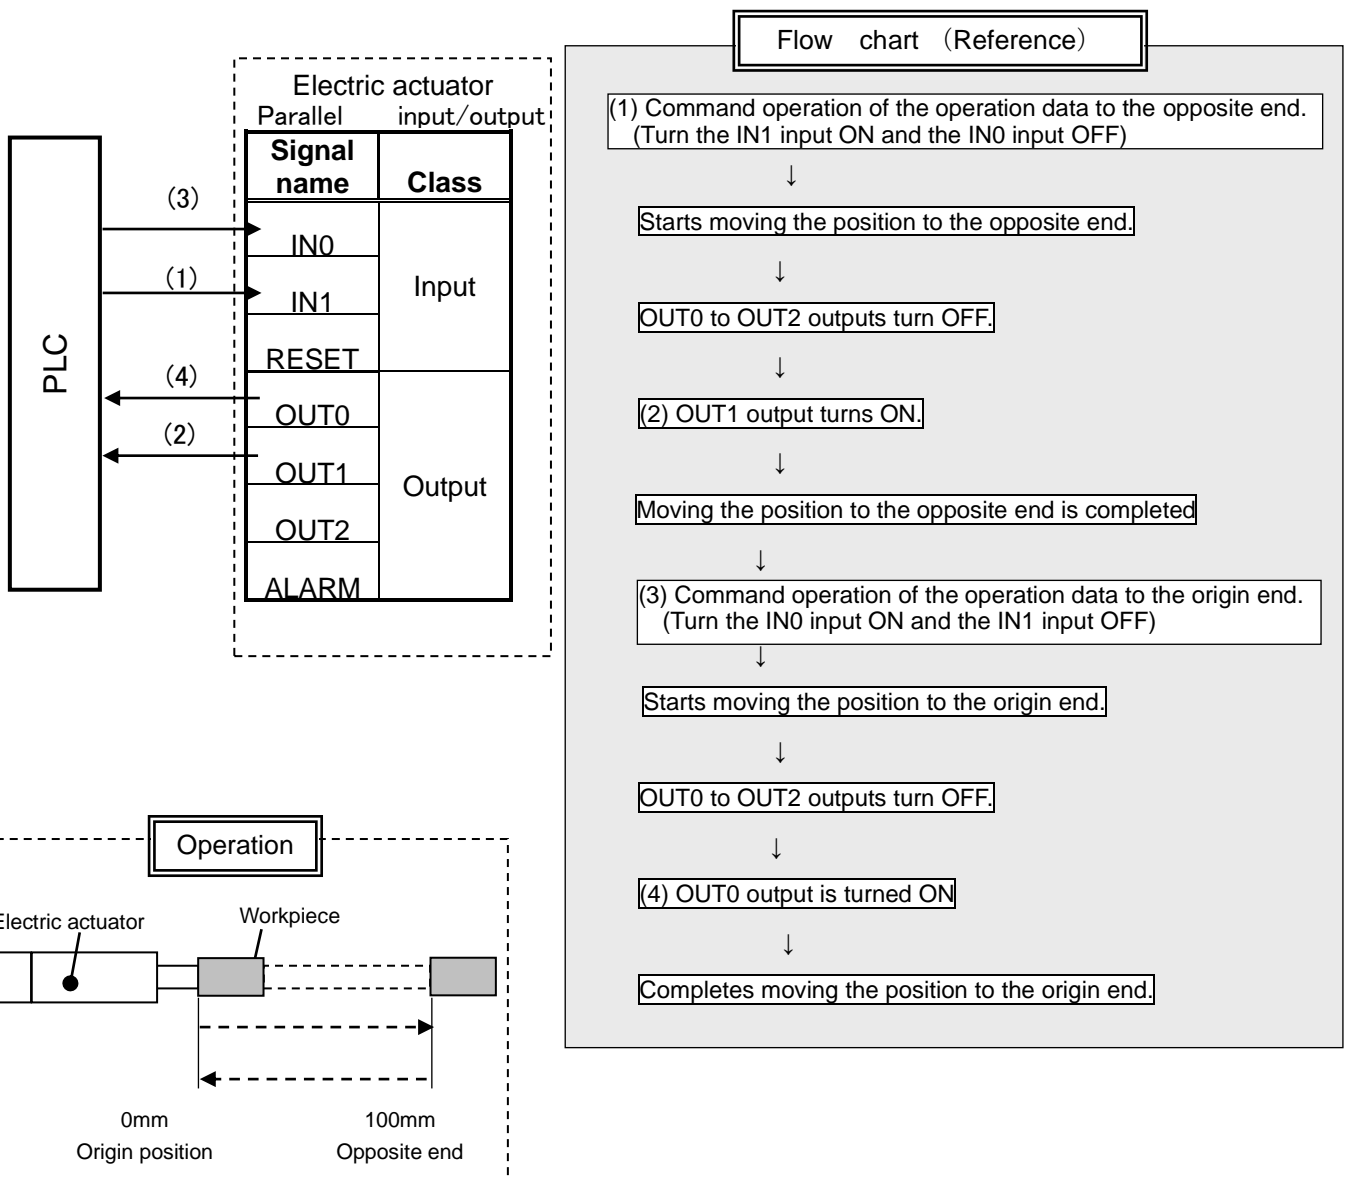 Flow chart （Reference）
Electric actuator
Parallel input/output
Signal name
Class
IN0
IN1
RESET
Input
OUT0
OUT1
OUT2
ALARM
Output
PLC
(3)
(1)
(4)
(2)
(1) Command operation of the operation data to the opposite end.
(Turn the IN1 input ON and the IN0 input OFF)
↓
Starts moving the position to the opposite end.
↓
OUT0 to OUT2 outputs turn OFF.
↓
(2) OUT1 output turns ON.
↓
Moving the position to the opposite end is completed
↓
(3) Command operation of the operation data to the origin end.
(Turn the IN0 input ON and the IN1 input OFF)
↓
Starts moving the position to the origin end.
↓
OUT0 to OUT2 outputs turn OFF.
↓
(4) OUT0 output is turned ON
↓
Completes moving the position to the origin end.
Operation
Electric actuator
Workpiece
0mm
Origin position
100mm
Opposite end